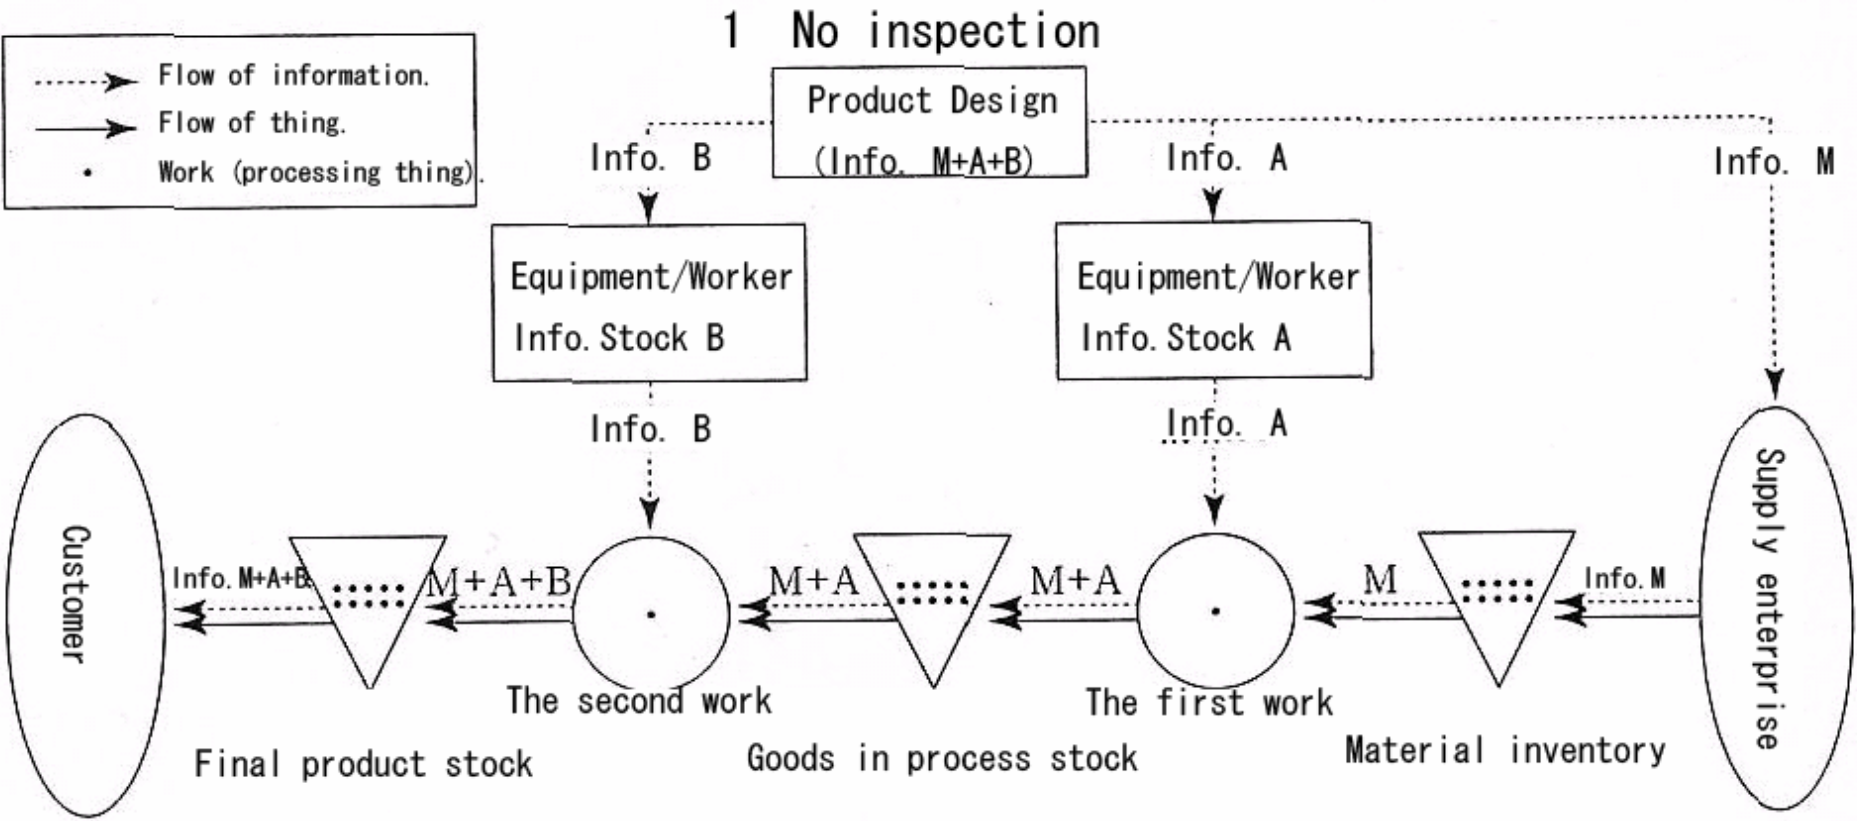 1 No inspection
Flow of information.
Flow of thing.
Work (processing thing).
Product Design
(Info. M+A+B)
Info. B
Info. A
Info. M
Equipment/Worker
Info.Stock B
Equipment/Worker
Info.Stock A
Info. B
Info. A
Customer
Info.M+A+B
M+A+B
M+A
M+A
M
Info.M
Supply enterprise
The second work
The first work
Final product stock
Goods in process stock
Material inventory